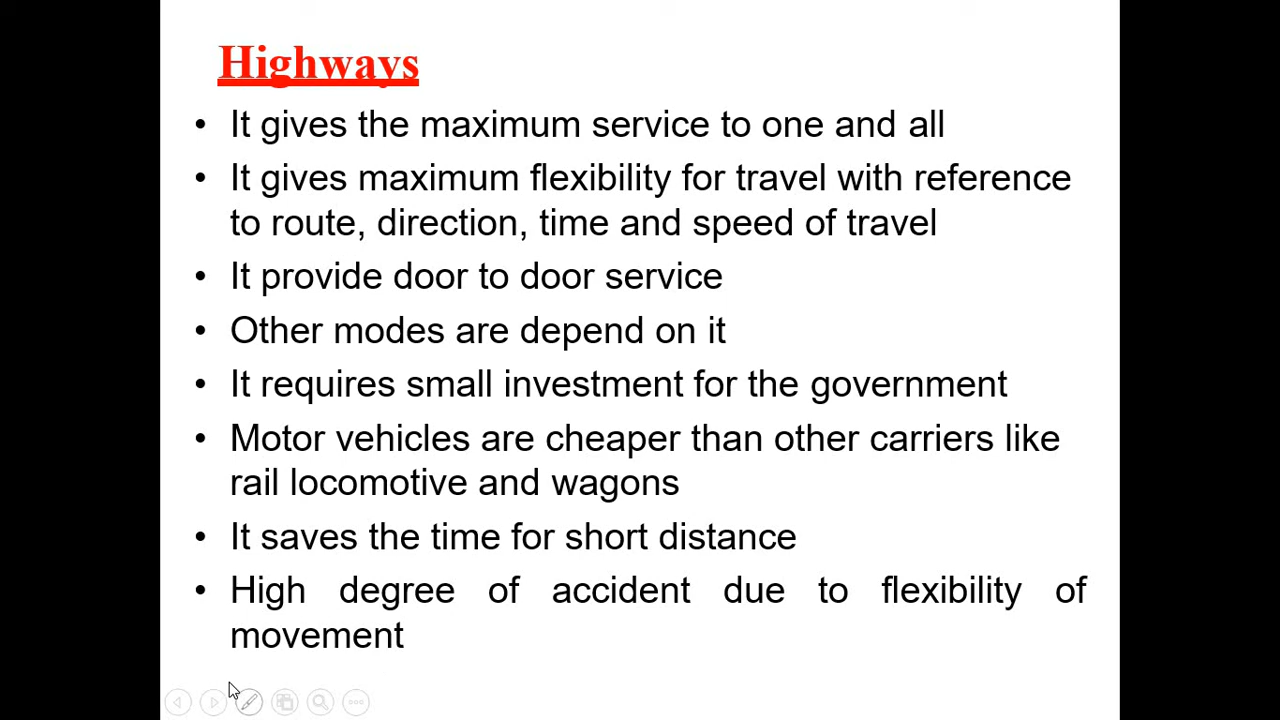 Highways
• It gives the maximum service to one and all
• It gives maximum flexibility for travel with reference
to route, direction, time and speed of travel
• It provide door to door service
• Other modes are depend on it
• It requires small investment for the government
• Motor vehicles are cheaper than other carriers like
rail locomotive and wagons
• It saves the time for short distance
• High degree of accident due to flexibility of
movement